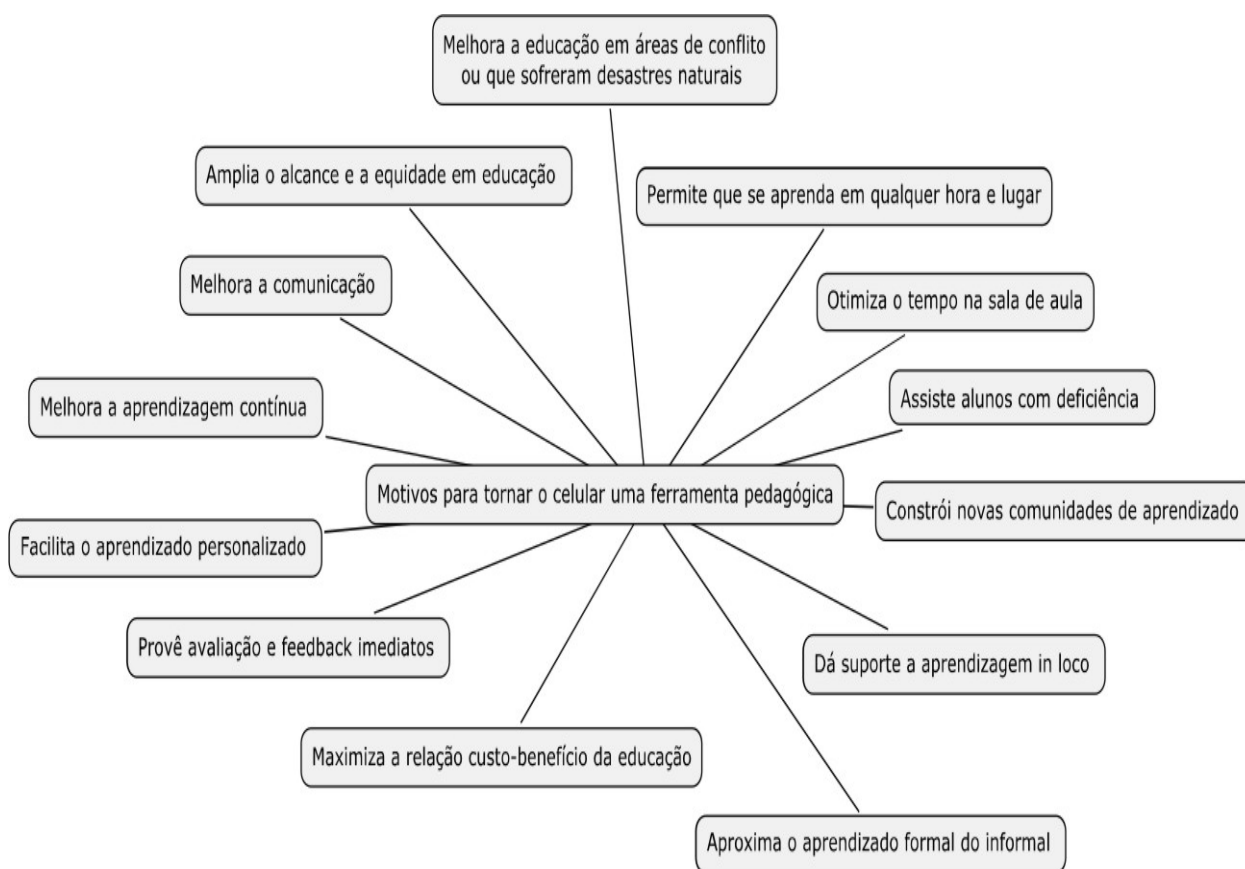 Melhora a educação em áreas de conflito
ou que sofreram desastres naturais
Amplia o alcance e a equidade em educação
Permite que se aprenda em qualquer hora e lugar
Melhora a comunicação
Otimiza o tempo na sala de aula
Melhora a aprendizagem contínua
Assiste alunos com deficiência
Motivos para tornar o celular uma ferramenta pedagógica
Constrói novas comunidades de aprendizado
Facilita o aprendizado personalizado
Provê avaliação e feedback imediatos
Dá suporte a aprendizagem in loco
Maximiza a relação custo-benefício da educação
Aproxima o aprendizado formal do informal